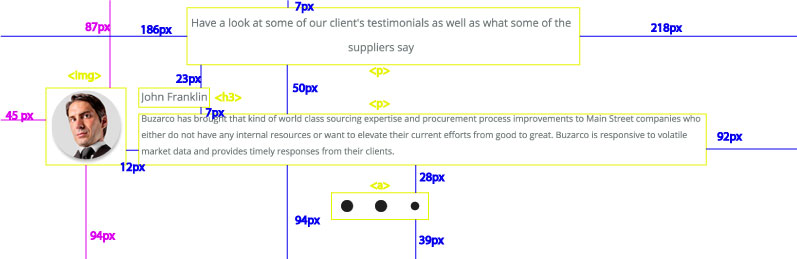 7px
87px
186px
Have a look at some of our client's testimonials as well as what some of the
suppliers say
218px
<img>
23px
<p>
50px
John Franklin
<h3>
<p>
45 px
7px
Buzarco has brought that kind of world class sourcing expertise and procurement process improvements to Main Street companies who
either do not have any internal resources or want to elevate their current efforts from good to great. Buzarco is responsive to volatile
market data and provides timely responses from their clients.
92px
12px
28px
<a>
94px
94px
39px